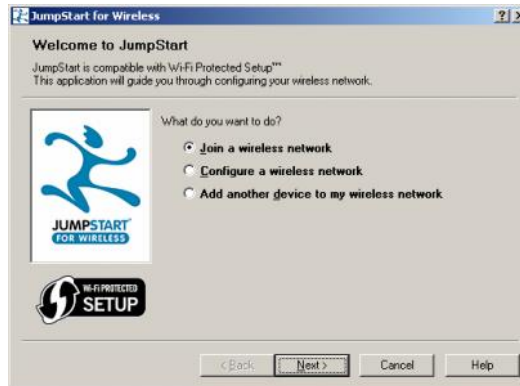 JumpStart for Wireless
Welcome to JumpStart
JumpStart is compatible with Wi-Fi Protected Setup™
This application will guide you through configuring your wireless network.
What do you want to do?
Join a wireless network
Configure a wireless network
Add another device to my wireless network
JUMPSTART
FOR WIRELESS
Wi-Fi PROTECTED
SETUP
< Back
Next >
Cancel
Help